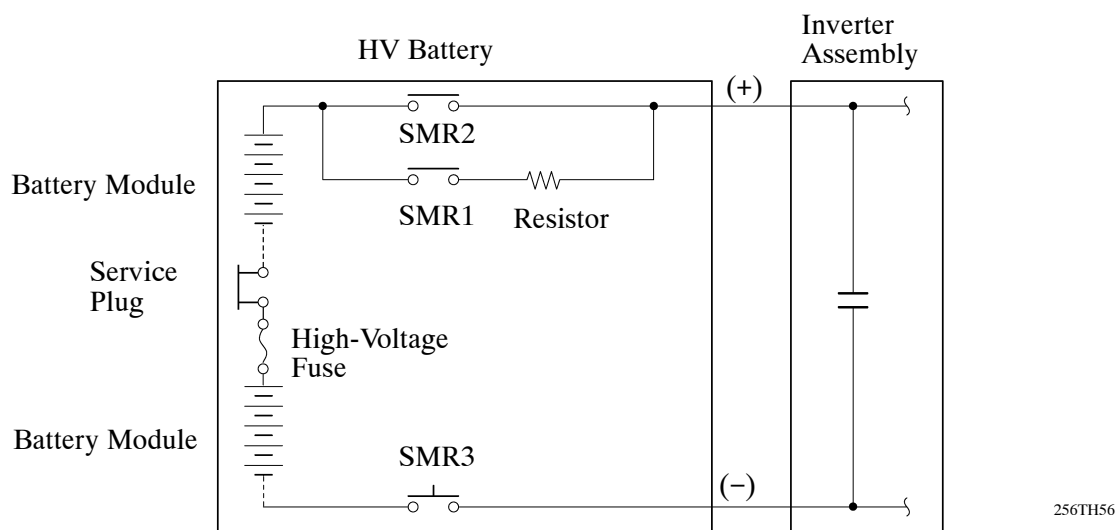 HV Battery
Inverter
Assembly
(+)
SMR2
Battery Module
SMR1
Resistor
Service
Plug
High-Voltage
Fuse
Battery Module
SMR3
(−)
256TH56